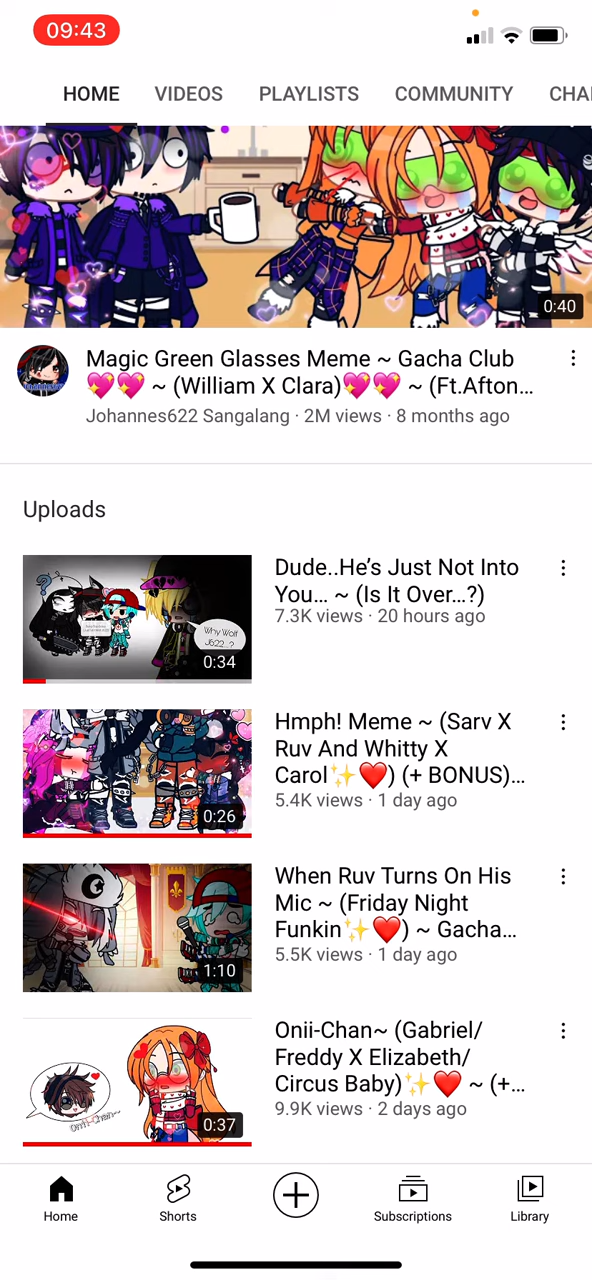 09:43
HOME VIDEOS PLAYLISTS COMMUNITY CHA
0:40
Magic Green Glasses Meme ~ Gacha Club
💖💖 ~ (William X Clara)💖💖 ~ (Ft.Afton...
Johannes622 Sangalang · 2M views · 8 months ago
Uploads
Dude..He's Just Not Into
You... ~ (Is It Over...?)
7.3K views · 20 hours ago
Why Wolf
J622...?
0:34
Hmph! Meme ~ (Sarv X
Ruv And Whitty X
Carol✨❤️) (+ BONUS)...
5.4K views · 1 day ago
0:26
When Ruv Turns On His
Mic ~ (Friday Night
Funkin✨❤️) ~ Gacha...
5.5K views · 1 day ago
1:10
Onii-Chan~ (Gabriel/
Freddy X Elizabeth/
Circus Baby)✨❤️ ~ (+...
9.9K views · 2 days ago
Onii-Chan~
0:37
Home
Shorts
Subscriptions
Library